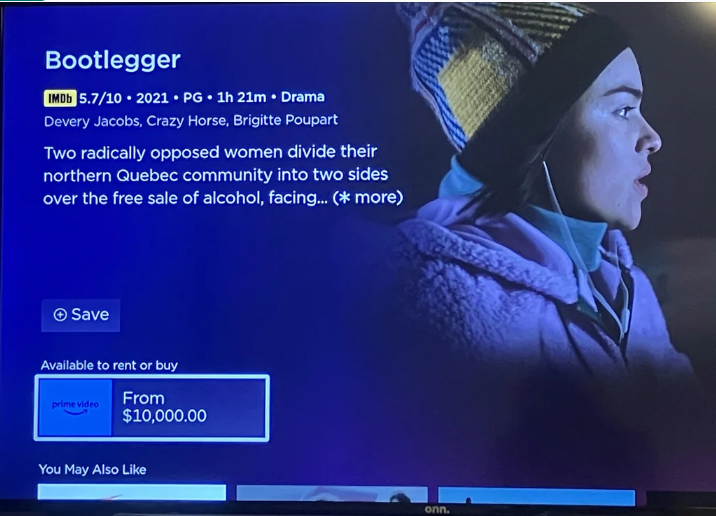 Bootlegger
IMDb 5.7/10 • 2021 • PG • 1h 21m • Drama
Devery Jacobs, Crazy Horse, Brigitte Poupart
Two radically opposed women divide their
northern Quebec community into two sides
over the free sale of alcohol, facing... (* more)
Save
Available to rent or buy
prime video
From
$10,000.00
You May Also Like
onn.